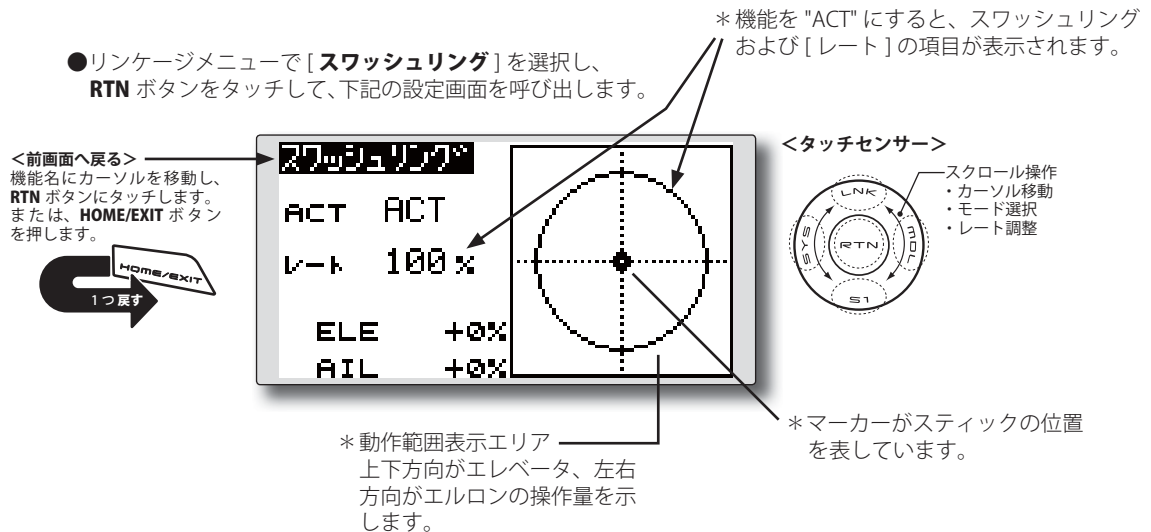 ＊機能を "ACT" にすると、スワッシュリング
および [ レート ] の項目が表示されます。
●リンケージメニューで [ スワッシュリング ] を選択し、
RTN ボタンをタッチして、下記の設定画面を呼び出します。
＜前画面へ戻る＞
機能名にカーソルを移動し、
RTN ボタンにタッチします。
または、HOME/EXIT ボタン
を押します。
HOME/EXIT
1つ戻す
スワッシュリング
ACT ACT
レート 100%
ELE +0%
AIL +0%
＜タッチセンサー＞
スクロール操作
・カーソル移動
・モード選択
・レート調整
LNK
SYS
RTN
MDL
S1
＊動作範囲表示エリア
上下方向がエレベータ、左右
方向がエルロンの操作量を示
します。
＊マーカーがスティックの位置
を表しています。